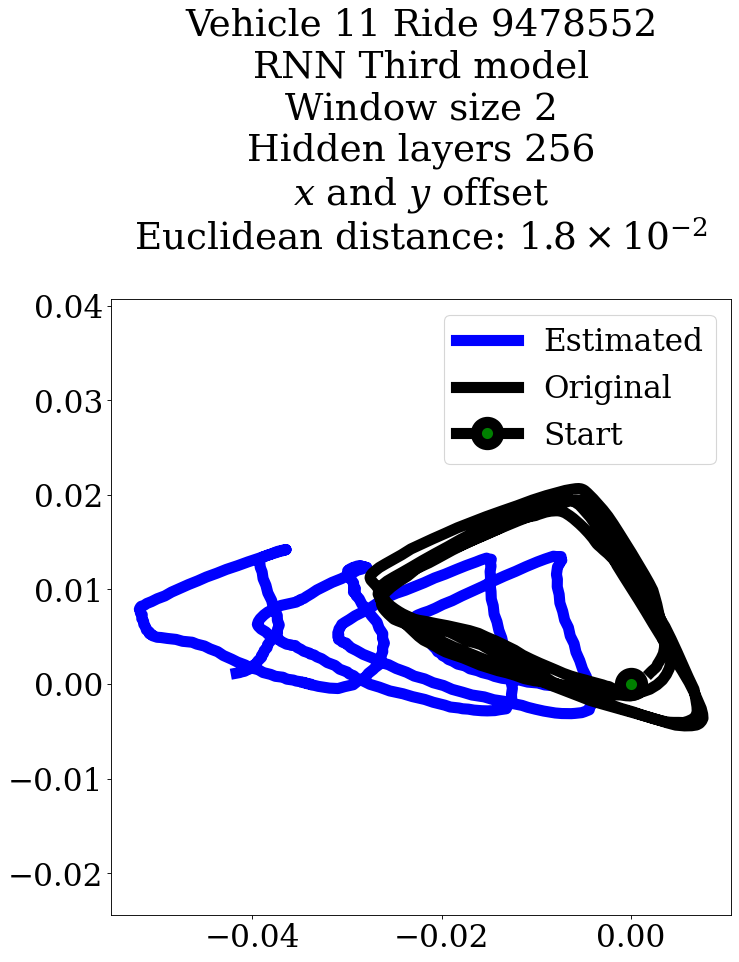 Vehicle 11 Ride 9478552
RNN Third model
Window size 2
Hidden layers 256
x and y offset
Euclidean distance: 1.8 × 10⁻²
0.04
0.03
0.02
0.01
0.00
−0.01
−0.02
Estimated
Original
Start
−0.04
−0.02
0.00